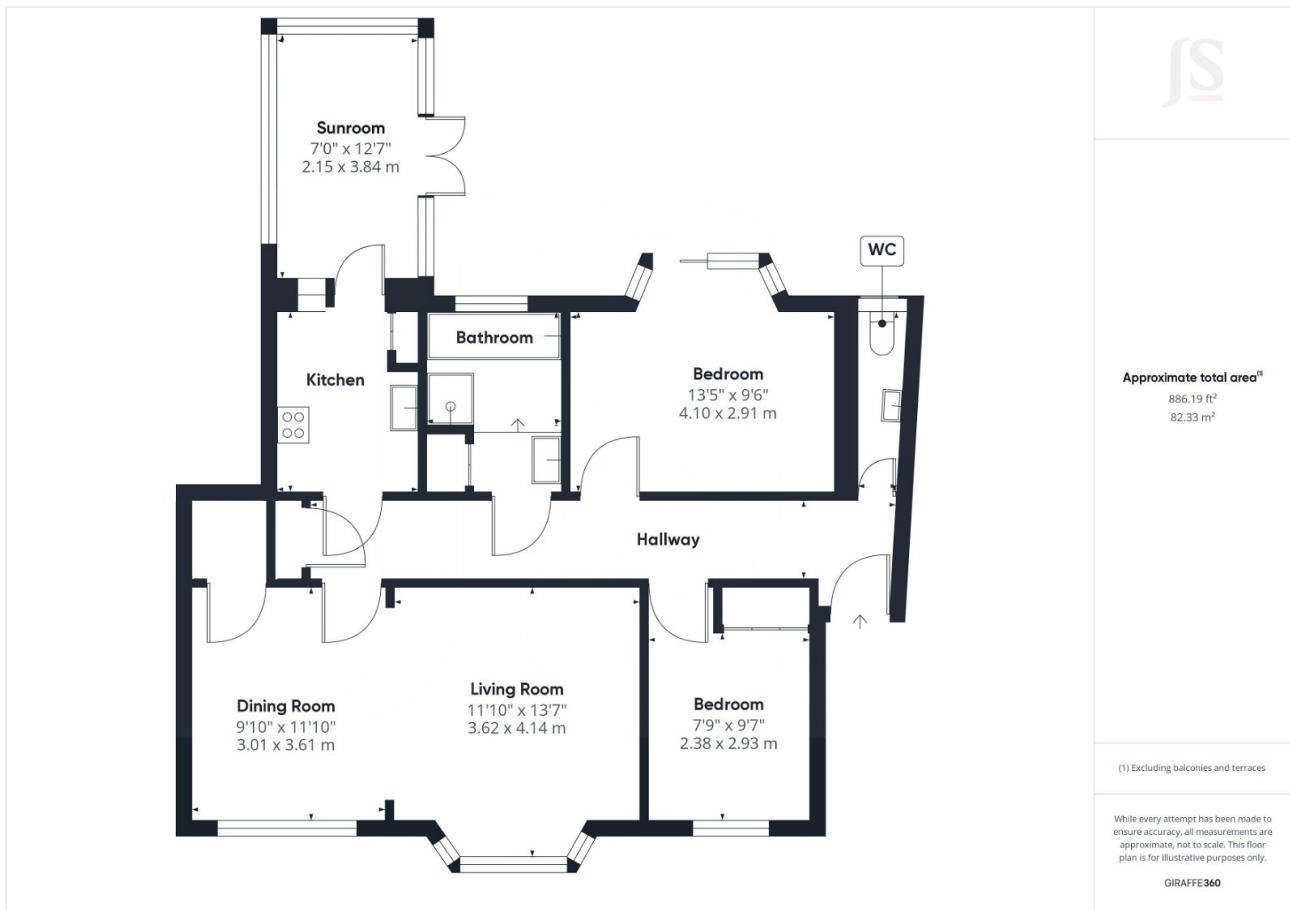 JS
Sunroom
7'0" x 12'7"
2.15 x 3.84 m
WC
Bathroom
Kitchen
Bedroom
13'5" x 9'6"
4.10 x 2.91 m
Hallway
Dining Room
9'10" x 11'10"
3.01 x 3.61 m
Living Room
11'10" x 13'7"
3.62 x 4.14 m
Bedroom
7'9" x 9'7"
2.38 x 2.93 m
Approximate total area(1)
886.19 ft²
82.33 m²
(1) Excluding balconies and terraces
While every attempt has been made to
ensure accuracy, all measurements are
approximate, not to scale. This floor
plan is for illustrative purposes only.
GIRAFFE360